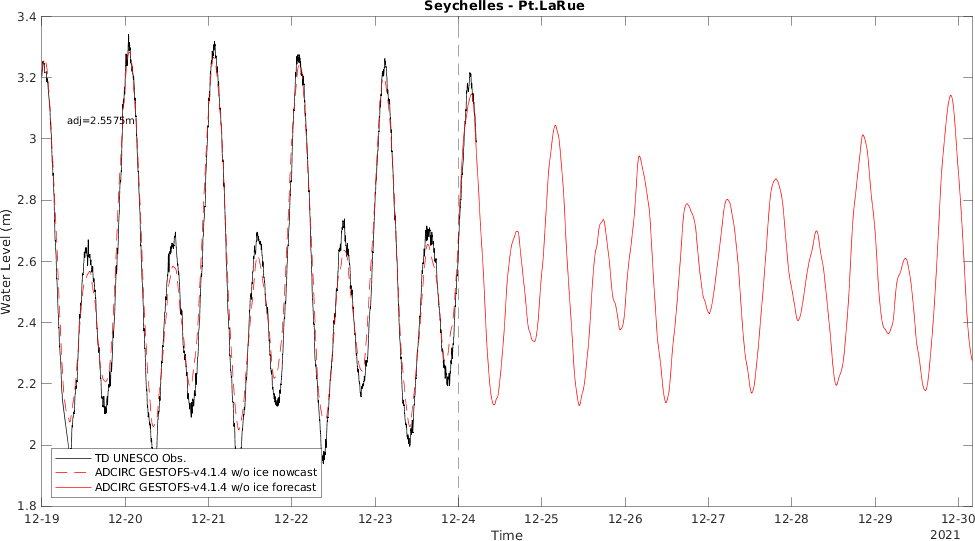 Seychelles - Pt.LaRue
3.4
3.2
3
2.8
2.6
2.4
2.2
2
1.8
Water Level (m)
adj=2.5575m
TD UNESCO Obs.
ADCIRC GESTOFS-v4.1.4 w/o ice nowcast
ADCIRC GESTOFS-v4.1.4 w/o ice forecast
12-19 12-20 12-21 12-22 12-23 12-24 12-25 12-26 12-27 12-28 12-29 12-30
Time
2021